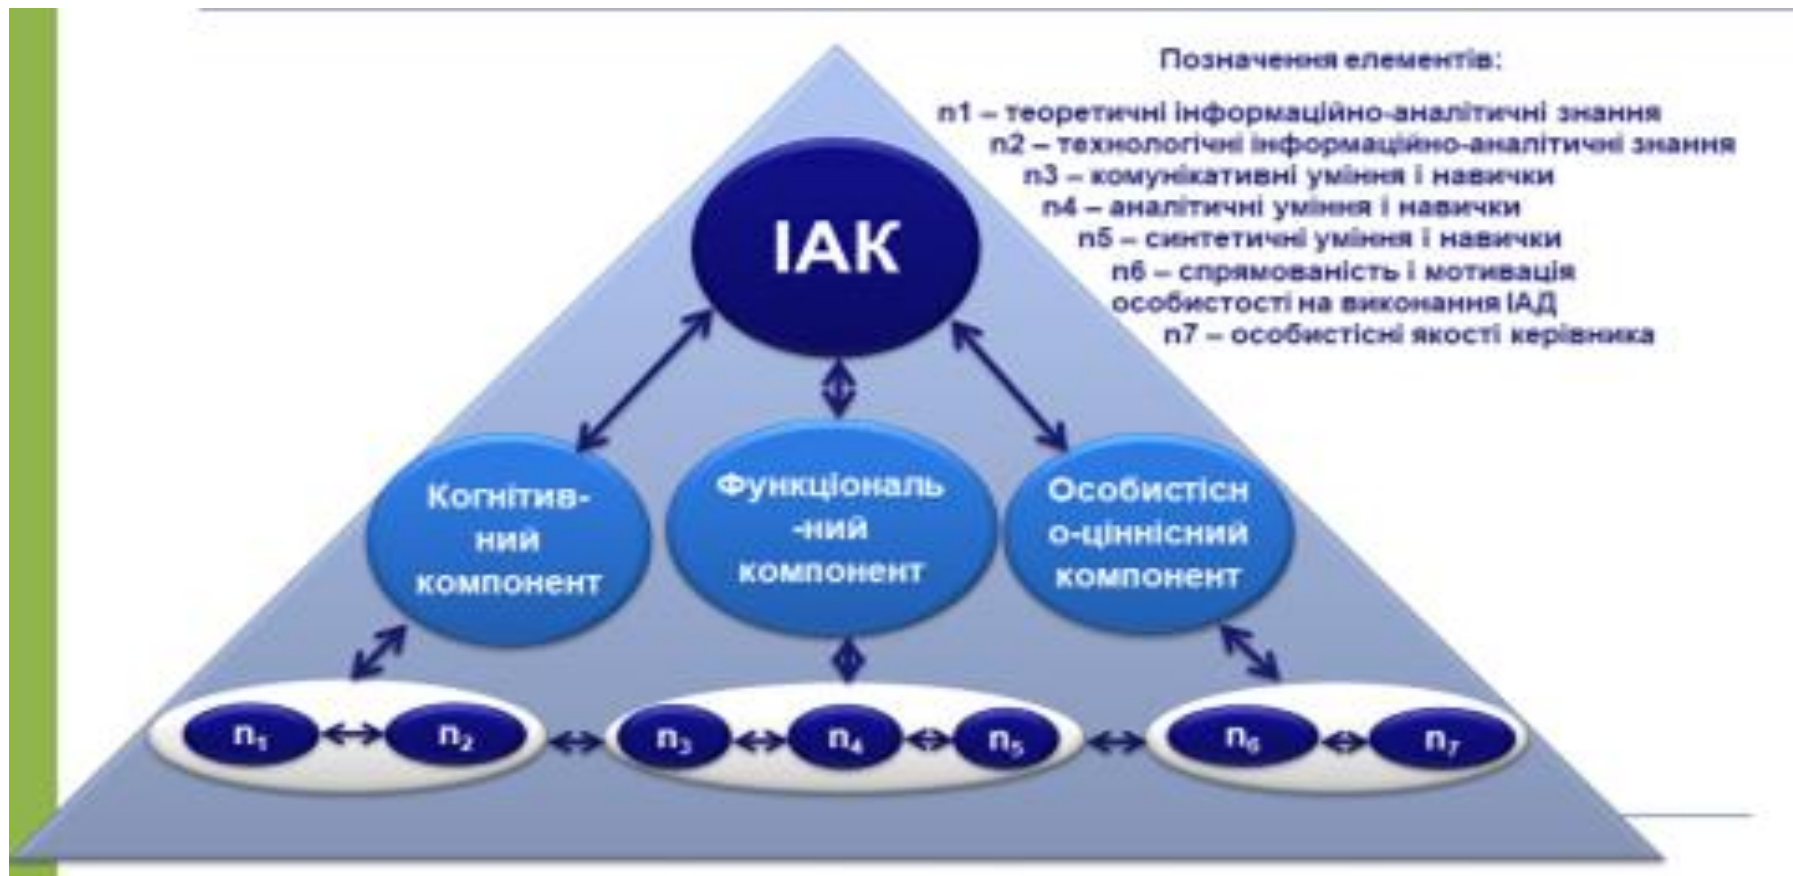 Позначення елементів:
n1 – теоретичні інформаційно-аналітичні знання
n2 – технологічні інформаційно-аналітичні знання
n3 – комунікативні уміння і навички
n4 – аналітичні уміння і навички
n5 – синтетичні уміння і навички
n6 – спрямованість і мотивація
особистості на виконання ІАД
n7 – особистісні якості керівника
ІАК
Когнітив-
ний
компонент
Функціональ
-ний
компонент
Особистісн
о-ціннісний
компонент
n₁ n₂ n₃ n₄ n₅ n₆ n₇